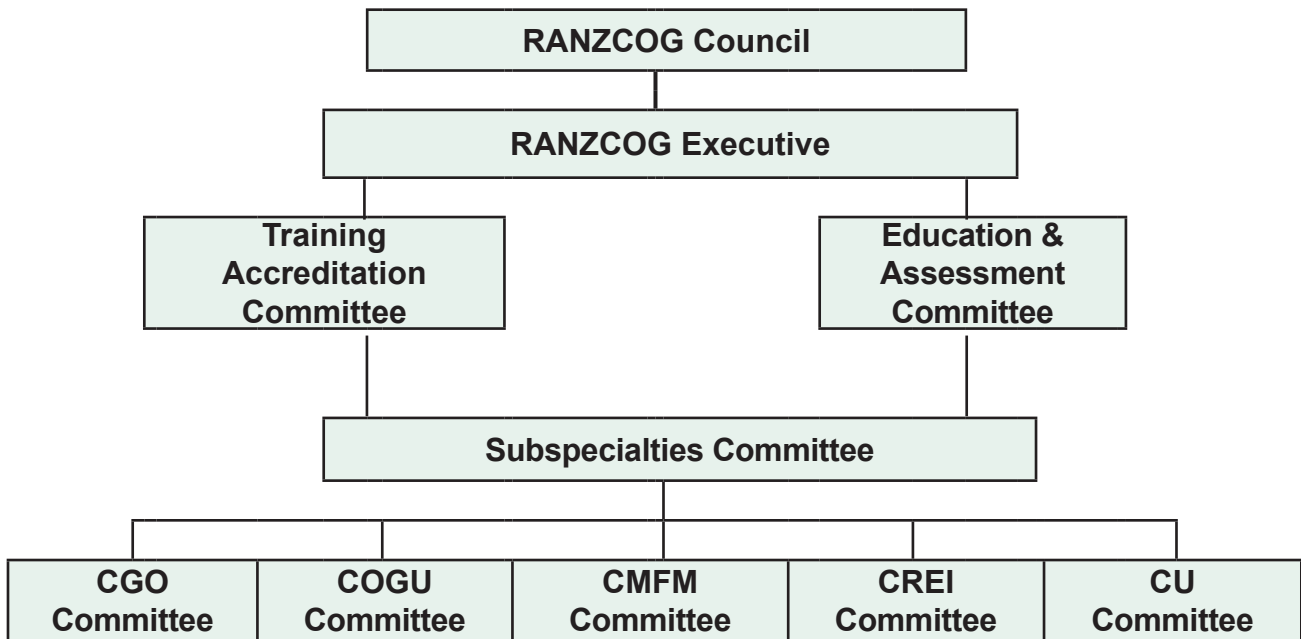 RANZCOG Council
RANZCOG Executive
Training
Accreditation
Committee
Education &
Assessment
Committee
Subspecialties Committee
CGO
Committee
COGU
Committee
CMFM
Committee
CREI
Committee
CU
Committee